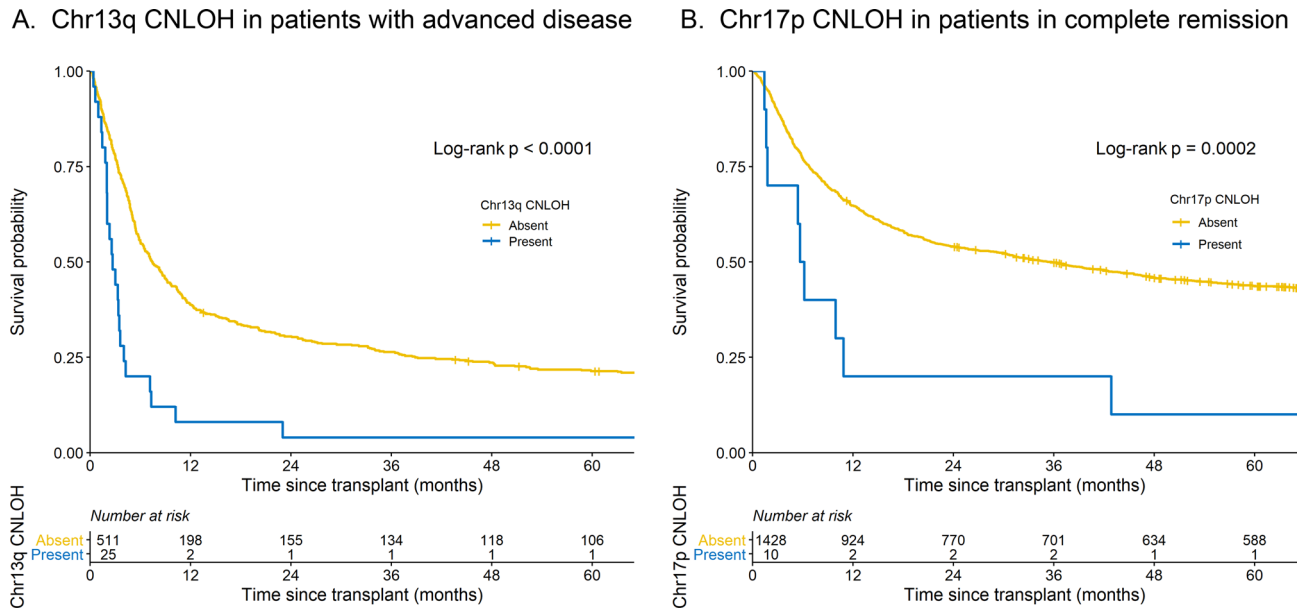 A. Chr13q CNLOH in patients with advanced disease
Survival probability
1.00
0.75
0.50
0.25
0.00
Log-rank p < 0.0001
Chr13q CNLOH
Absent
Present
0 12 24 36 48 60
Time since transplant (months)
Chr13q CNLOH
Number at risk
Absent 511 198 155 134 118 106
Present 25 2 1 1 1 1
0 12 24 36 48 60
Time since transplant (months)
B. Chr17p CNLOH in patients in complete remission
Survival probability
1.00
0.75
0.50
0.25
0.00
Log-rank p = 0.0002
Chr17p CNLOH
Absent
Present
0 12 24 36 48 60
Time since transplant (months)
Chr17p CNLOH
Number at risk
Absent 1428 924 770 701 634 588
Present 10 2 2 2 1 1
0 12 24 36 48 60
Time since transplant (months)